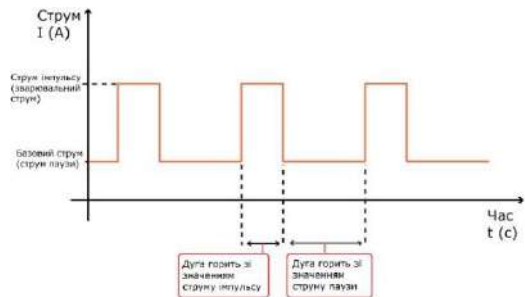 Струм
I (A)
Струм імпульсу
(зварювальний
струм)
Базовий струм
(струм паузи)
Час
t (c)
Дуга горить зі
значенням
струму імпульсу
Дуга горить зі
значенням
струму паузи